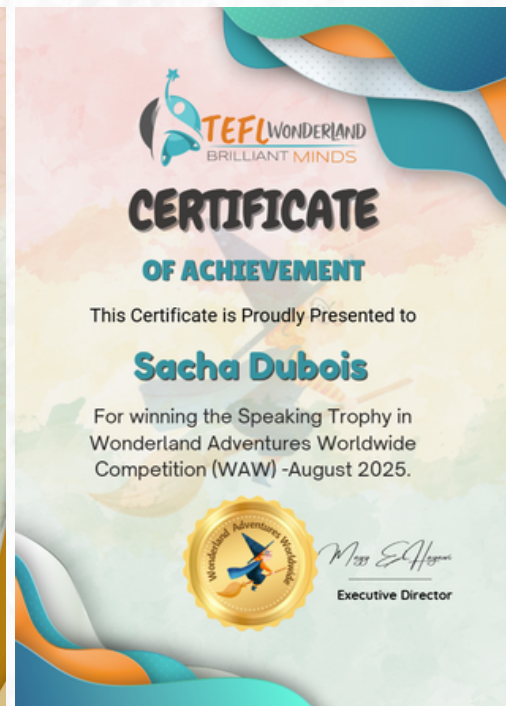 TEFL WONDERLAND
BRILLIANT MINDS
CERTIFICATE
OF ACHIEVEMENT
This Certificate is Proudly Presented to
Sacha Dubois
For winning the Speaking Trophy in
Wonderland Adventures Worldwide
Competition (WAW) -August 2025.
Wonderland Adventures Worldwide
Executive Director